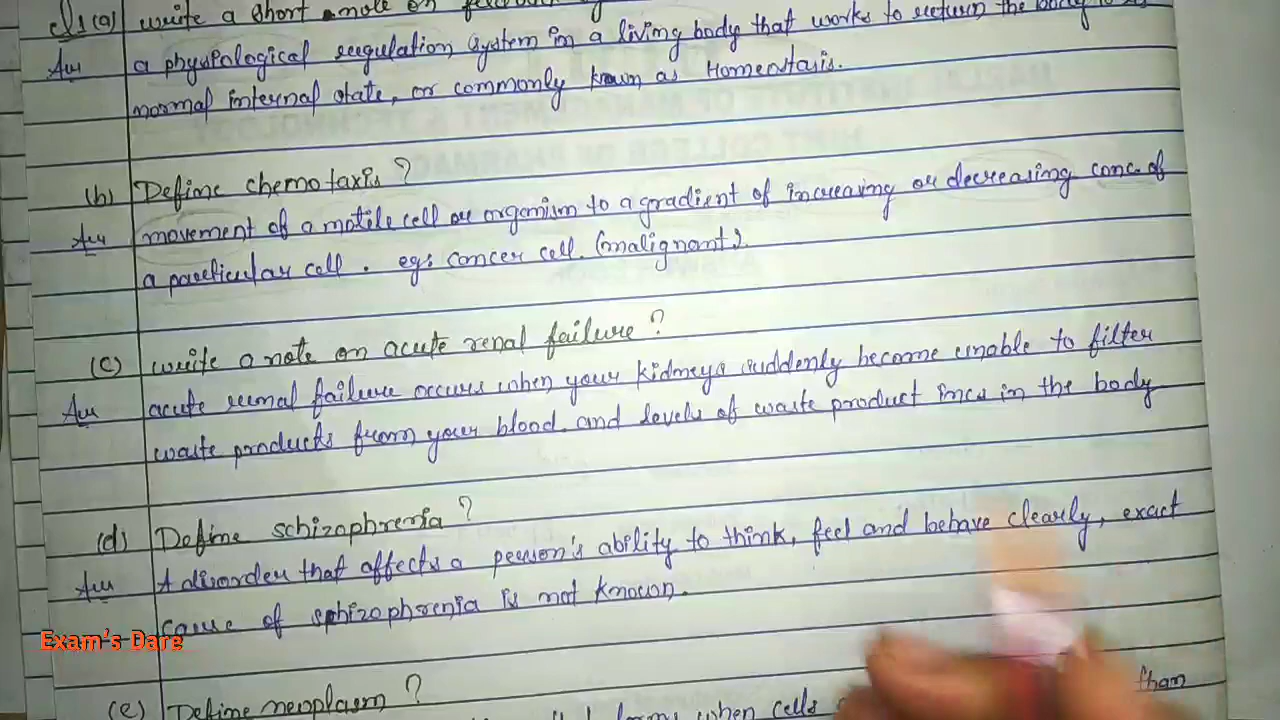 (a) write a short note on
Ans a physiological regulation system in a living body that works to return the body to
normal internal state, or commonly known as Homeostasis.
(b) Define chemotaxis?
Ans movement of a motile cell or organism to a gradient of increasing or decreasing conc. of
a particular cell. eg: cancer cell. (malignant).
(c) write a note on acute renal failure?
Ans acute renal failure occurs when your kidneys suddenly become unable to filter
waste products from your blood. and levels of waste product incs in the body
(d) Define schizophrenia?
Ans A disorder that affects a person's ability to think, feel and behave clearly, exact
cause of sphizophrenia is not known.
Exam's Dare
(e) Define neoplasm?
forms when cells than